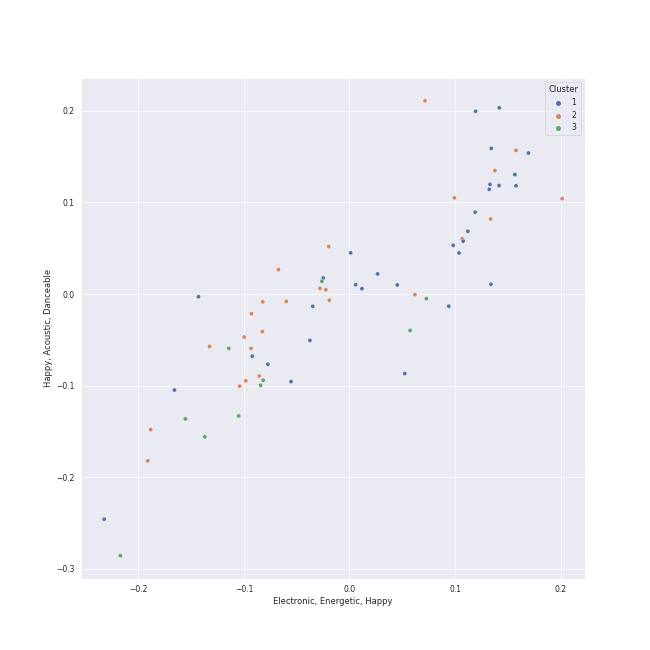 Cluster
1
2
3
0.2
0.1
0.0
−0.1
−0.2
−0.3
Happy, Acoustic, Danceable
−0.2 −0.1 0.0 0.1 0.2
Electronic, Energetic, Happy